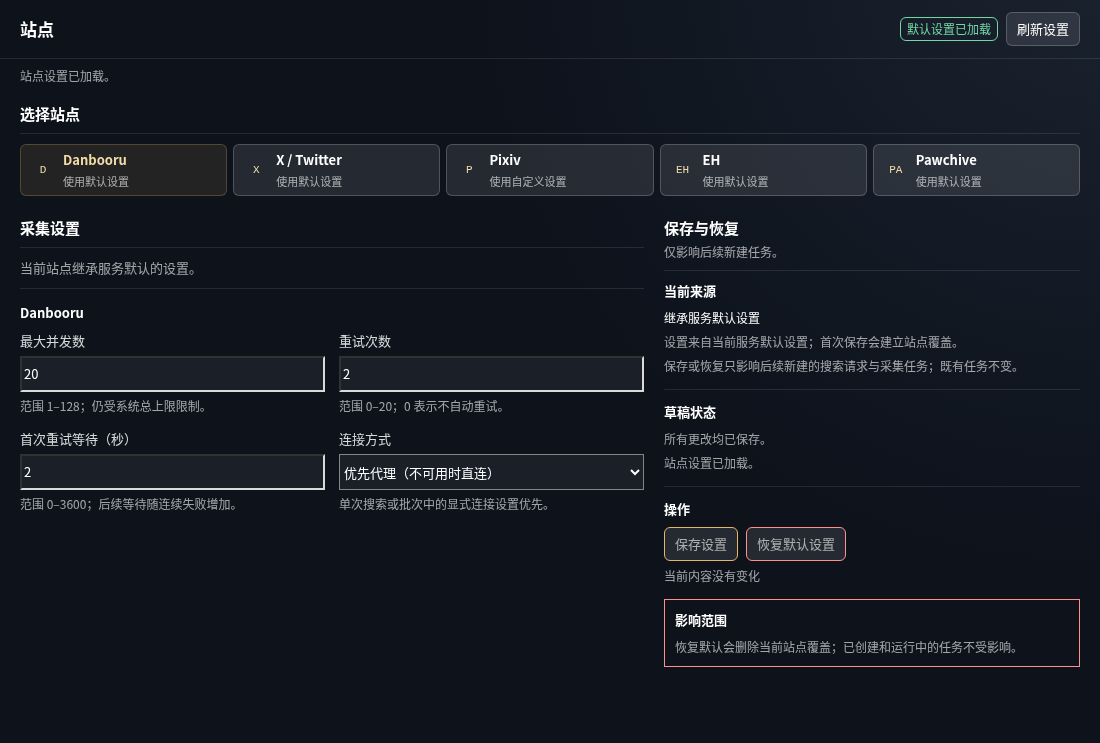 站点
默认设置已加载
刷新设置
站点设置已加载。
选择站点
D
Danbooru
使用默认设置
X
X / Twitter
使用默认设置
P
Pixiv
使用自定义设置
EH
EH
使用默认设置
PA
Pawchive
使用默认设置
采集设置
当前站点继承服务默认的设置。
Danbooru
最大并发数
20
范围 1–128；仍受系统总上限限制。
重试次数
2
范围 0–20；0 表示不自动重试。
首次重试等待（秒）
2
范围 0–3600；后续等待随连续失败增加。
连接方式
优先代理（不可用时直连）
单次搜索或批次中的显式连接设置优先。
保存与恢复
仅影响后续新建任务。
当前来源
继承服务默认设置
设置来自当前服务默认设置；首次保存会建立站点覆盖。
保存或恢复只影响后续新建的搜索请求与采集任务；既有任务不变。
草稿状态
所有更改均已保存。
站点设置已加载。
操作
保存设置
恢复默认设置
当前内容没有变化
影响范围
恢复默认会删除当前站点覆盖；已创建和运行中的任务不受影响。